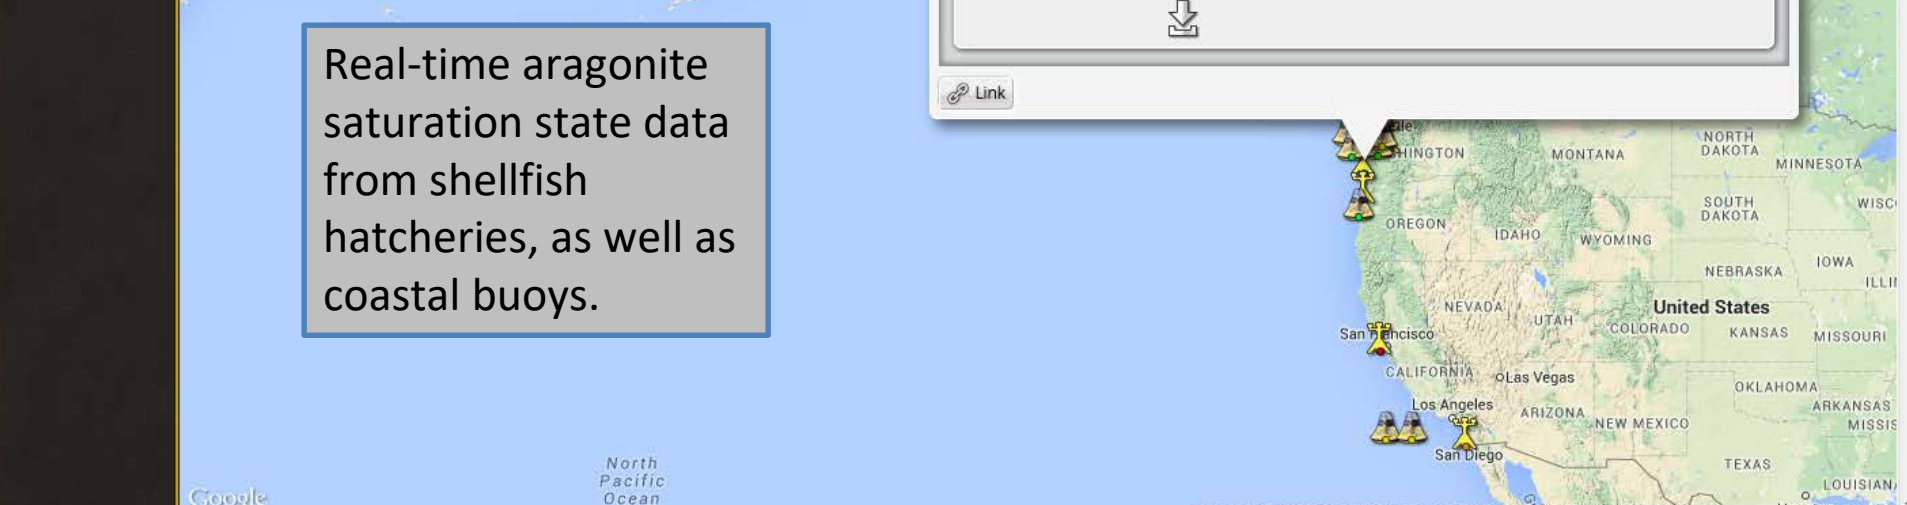 Real-time aragonite
saturation state data
from shellfish
hatcheries, as well as
coastal buoys.
Link
NORTH
DAKOTA
MONTANA
MINNESOTA
SOUTH
DAKOTA
OREGON
IDAHO
WYOMING
NEBRASKA
IOWA
NEVADA
UTAH
United States
COLORADO
KANSAS
MISSOURI
San
CALIFORNIA
Las Vegas
OKLAHOMA
Los Angeles
ARIZONA
NEW MEXICO
ARKANSAS
San Diego
TEXAS
North
Pacific
Ocean
Google